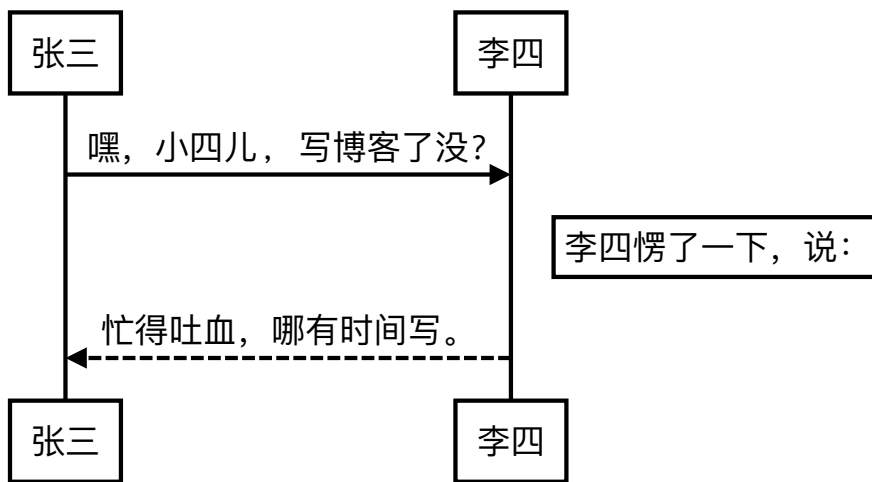 张三
李四
嘿，小四儿，写博客了没？
李四愣了一下，说：
忙得吐血，哪有时间写。
张三
李四